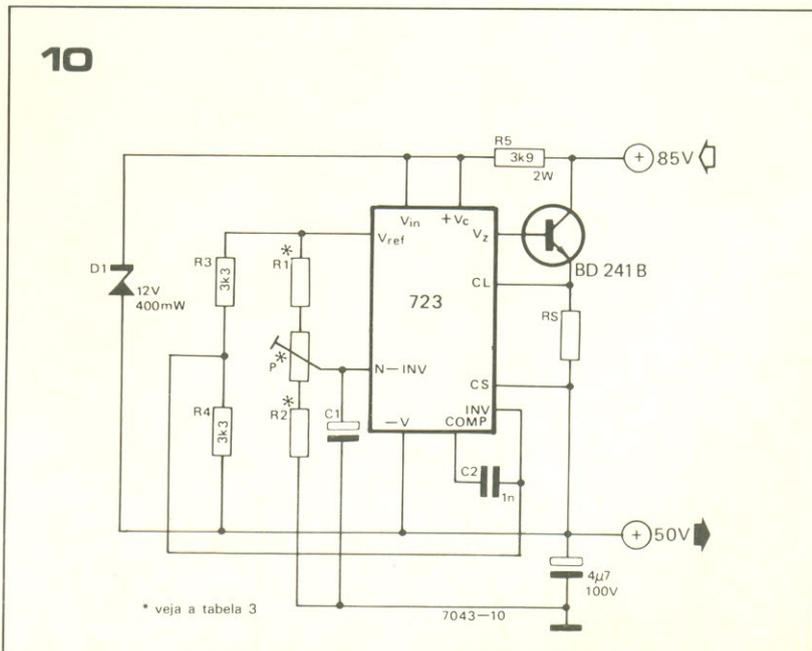 10
R5
3k9
2W
+
85V
Vin
+Vc
Vref
Vz
BD 241 B
D1
12V
400mW
R3
3k3
*
R1
CL
723
RS
P*
N-INV
CS
R4
3k3
*
R2
C1
-V
INV
COMP
C2
1n
+
50V
4µ7
100V
* veja a tabela 3
7043-10